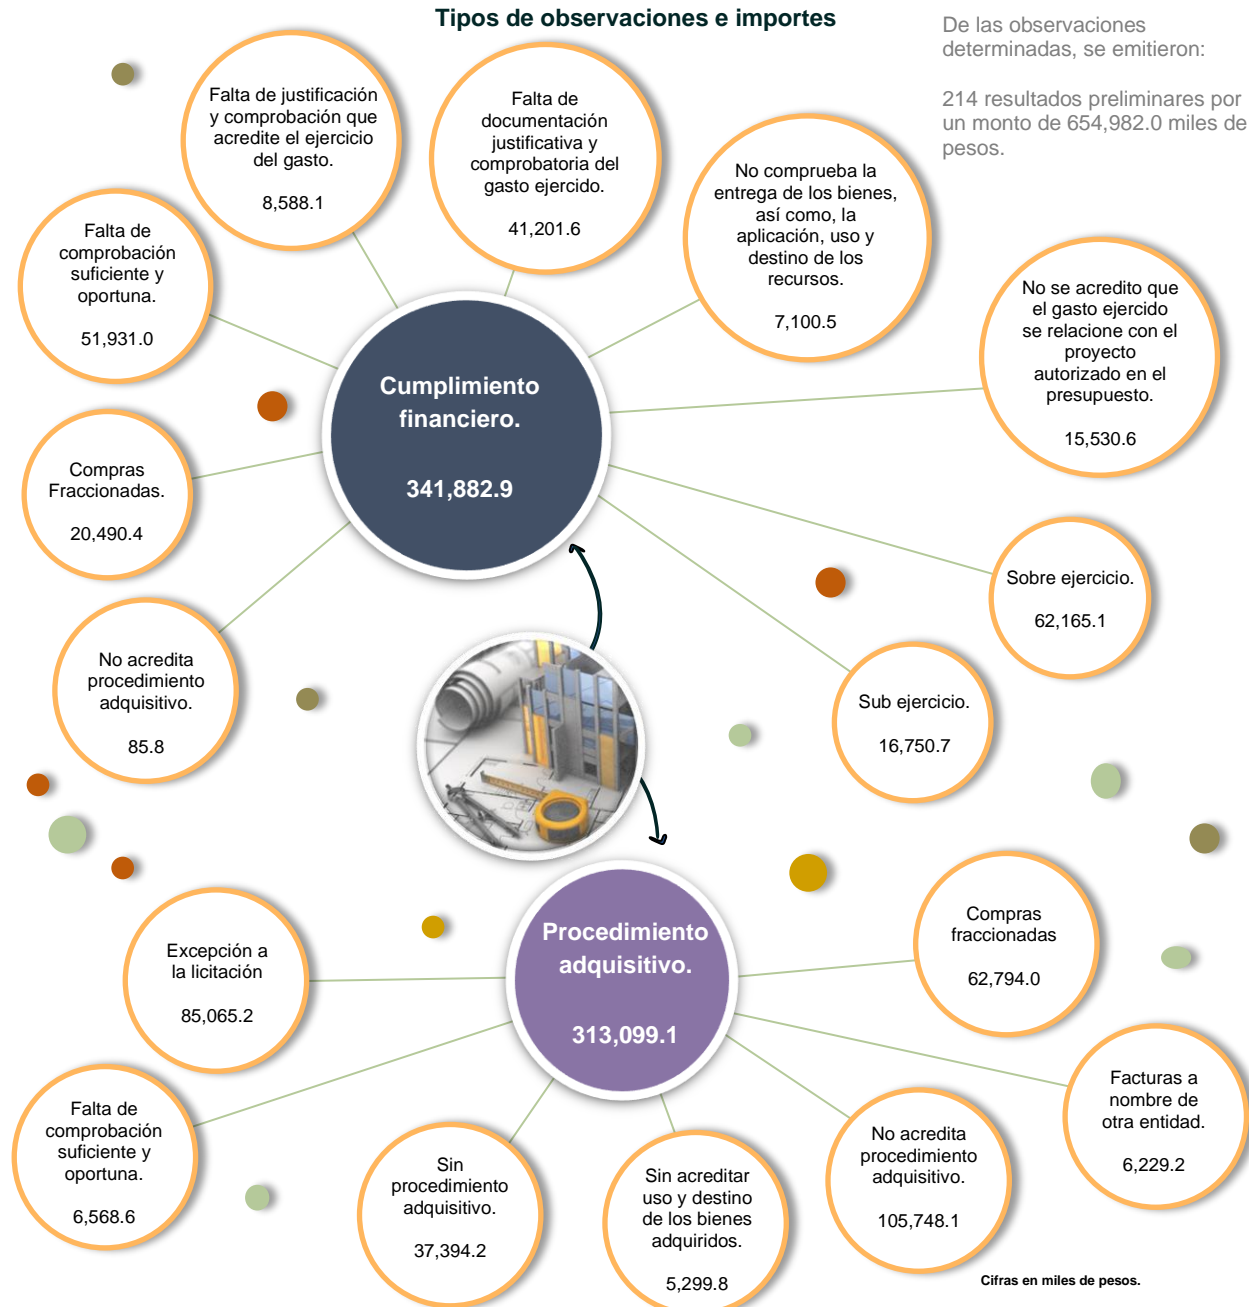 Tipos de observaciones e importes
De las observaciones
determinadas, se emitieron:
214 resultados preliminares por
un monto de 654,982.0 miles de
pesos.
Falta de justificación
y comprobación que
acredite el ejercicio
del gasto.
8,588.1
Falta de
documentación
justificativa y
comprobatoria del
gasto ejercido.
41,201.6
No comprueba la
entrega de los bienes,
así como, la
aplicación, uso y
destino de los
recursos.
7,100.5
Falta de
comprobación
suficiente y
oportuna.
51,931.0
No se acredito que
el gasto ejercido
se relacione con el
proyecto
autorizado en el
presupuesto.
15,530.6
Cumplimiento
financiero.
341,882.9
Compras
Fraccionadas.
20,490.4
Sobre ejercicio.
62,165.1
No acredita
procedimiento
adquisitivo.
85.8
Sub ejercicio.
16,750.7
Procedimiento
adquisitivo.
313,099.1
Excepción a
la licitación
85,065.2
Compras
fraccionadas
62,794.0
Falta de
comprobación
suficiente y
oportuna.
6,568.6
Facturas a
nombre de
otra entidad.
6,229.2
Sin
procedimiento
adquisitivo.
37,394.2
Sin acreditar
uso y destino
de los bienes
adquiridos.
5,299.8
No acredita
procedimiento
adquisitivo.
105,748.1
Cifras en miles de pesos.